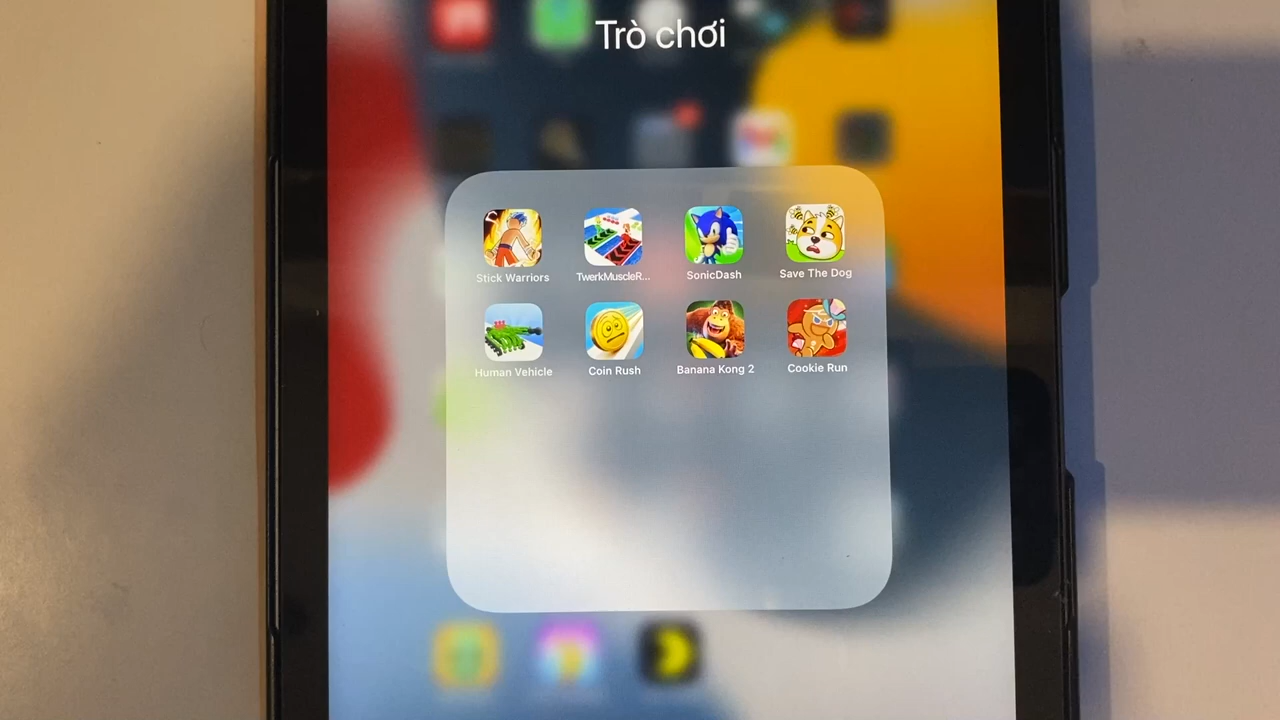 Trò chơi
Stick Warriors
TwerkMuscleR...
SonicDash
Save The Dog
Human Vehicle
Coin Rush
Banana Kong 2
Cookie Run